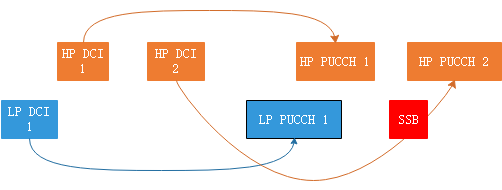 HP DCI
1
HP DCI
2
HP PUCCH 1
HP PUCCH 2
LP DCI
1
LP PUCCH 1
SSB